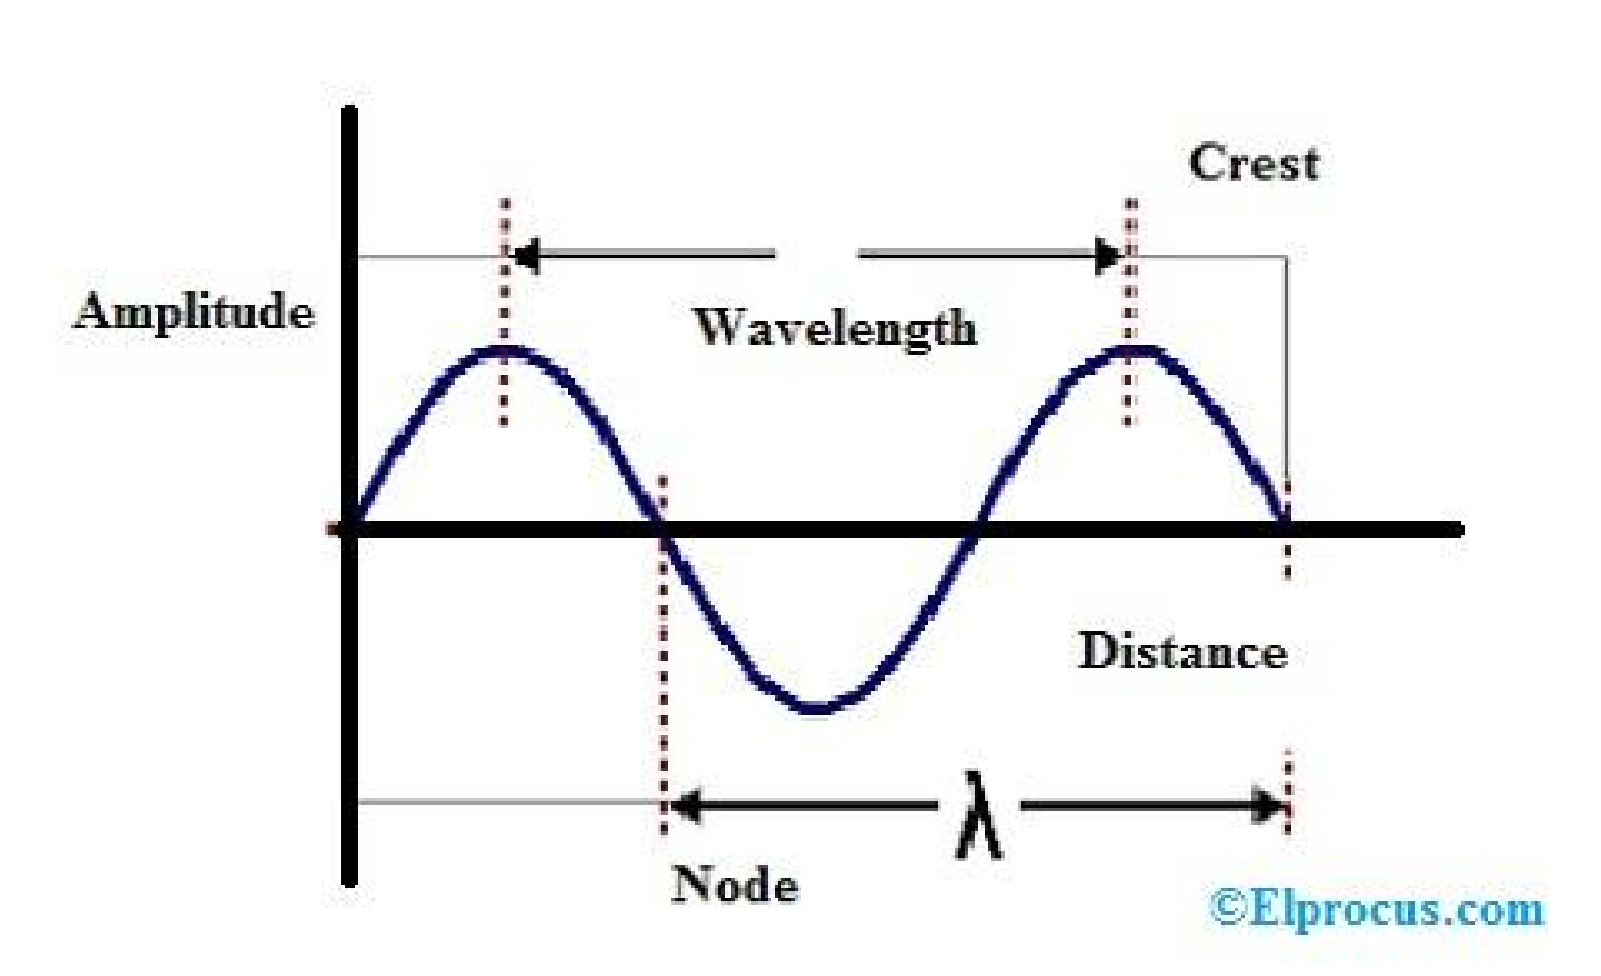 Crest
Amplitude
Wavelength
Distance
λ
Node
©Elprocus.com